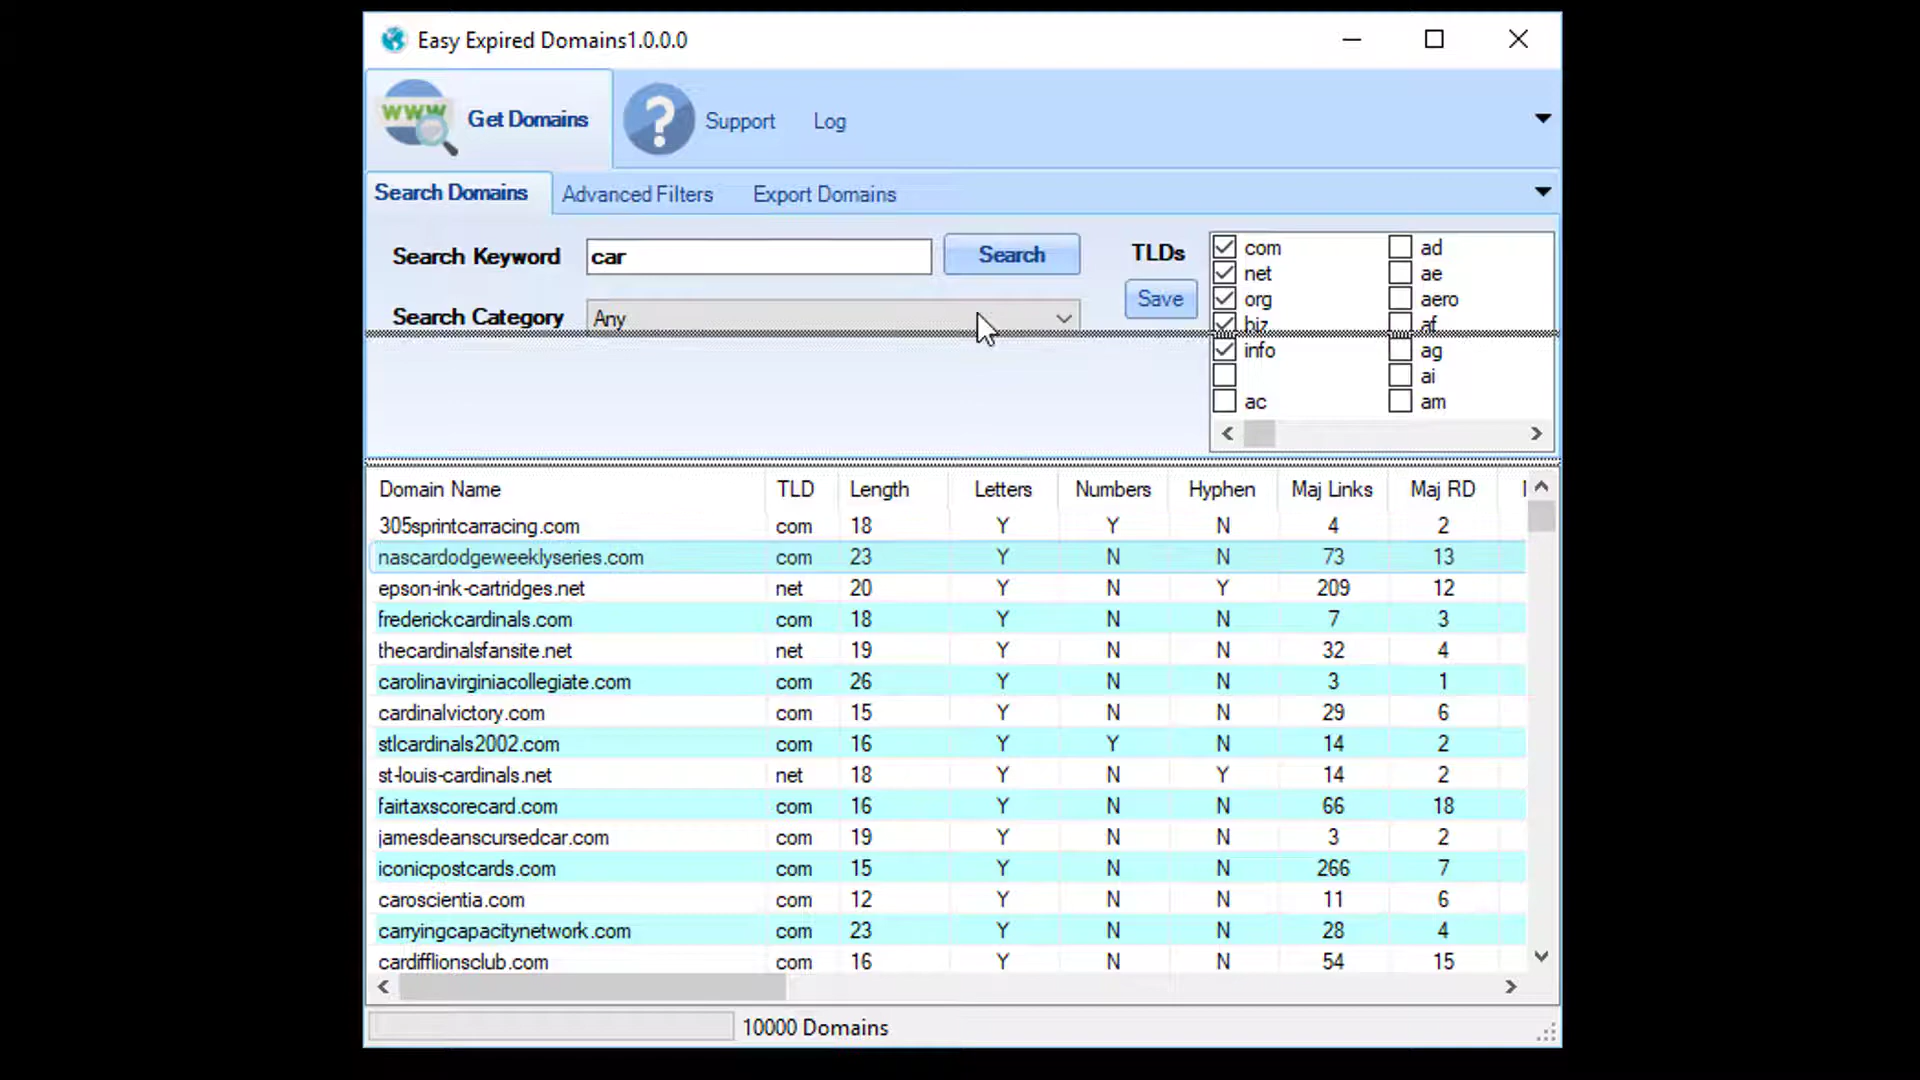 Easy Expired Domains1.0.0.0
WWW Get Domains ? Support Log
Search Domains Advanced Filters Export Domains
Search Keyword car Search TLDs com ad
net ae
Save org aero
Search Category Any biz af
info ag
ai
ac am
Domain Name TLD Length Letters Numbers Hyphen Maj Links Maj RD
305sprintcarracing.com com 18 Y Y N 4 2
nascardodgeweeklyseries.com com 23 Y N N 73 13
epson-ink-cartridges.net net 20 Y N Y 209 12
frederickcardinals.com com 18 Y N N 7 3
thecardinalsfansite.net net 19 Y N N 32 4
carolinavirginiacollegiate.com com 26 Y N N 3 1
cardinalvictory.com com 15 Y N N 29 6
stlcardinals2002.com com 16 Y Y N 14 2
st-louis-cardinals.net net 18 Y N Y 14 2
fairtaxscorecard.com com 16 Y N N 66 18
jamesdeanscursedcar.com com 19 Y N N 3 2
iconicpostcards.com com 15 Y N N 266 7
caroscientia.com com 12 Y N N 11 6
carryingcapacitynetwork.com com 23 Y N N 28 4
cardifflionsclub.com com 16 Y N N 54 15
10000 Domains